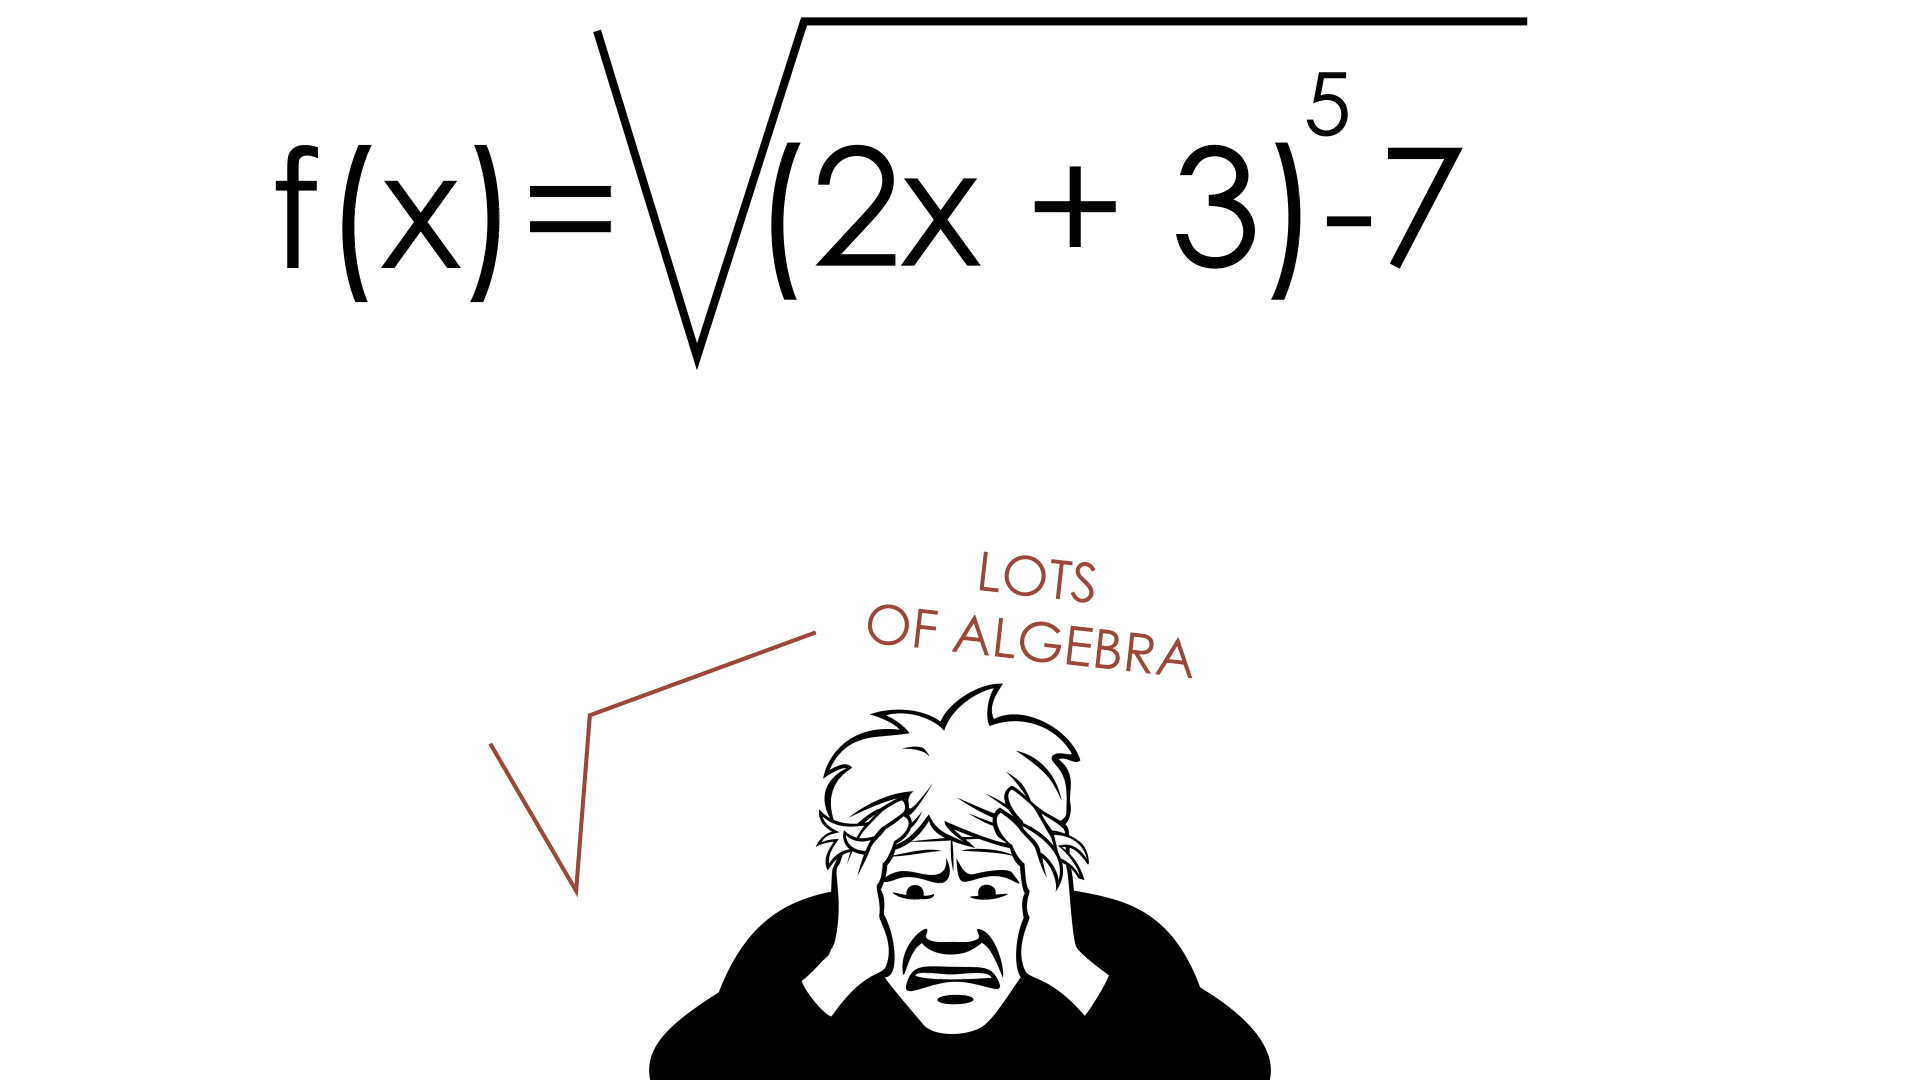 f(x)=√(2x + 3)⁵-7
LOTS
OF ALGEBRA